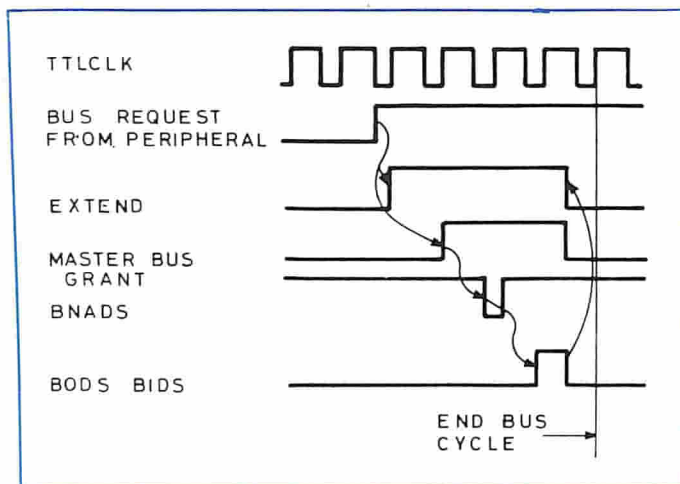 TTLCLK
BUS REQUEST
FROM PERIPHERAL
EXTEND
MASTER BUS
GRANT
BNADS
BODS BIDS
END BUS
CYCLE